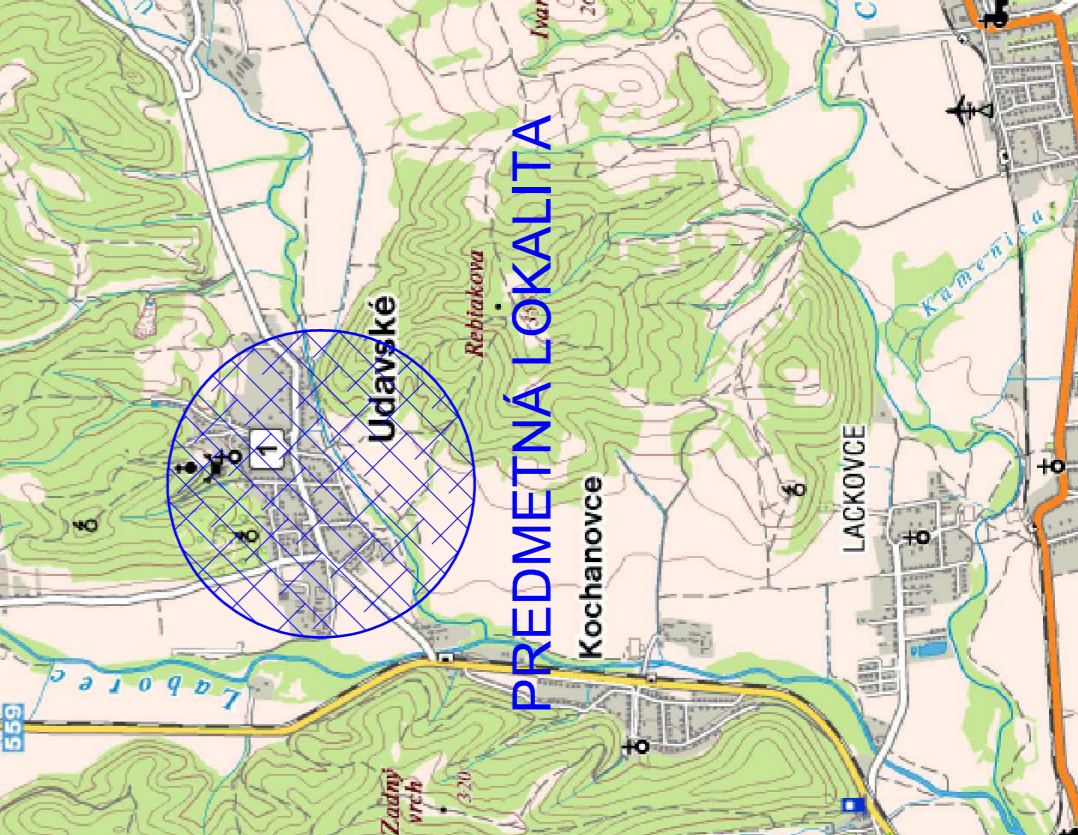 559
Laborec
1
Udavské
Zadný
vrch
320
Rebiakova
PREDMETNÁ LOKALITA
Kochanovce
LACKOVCE
Kamenica